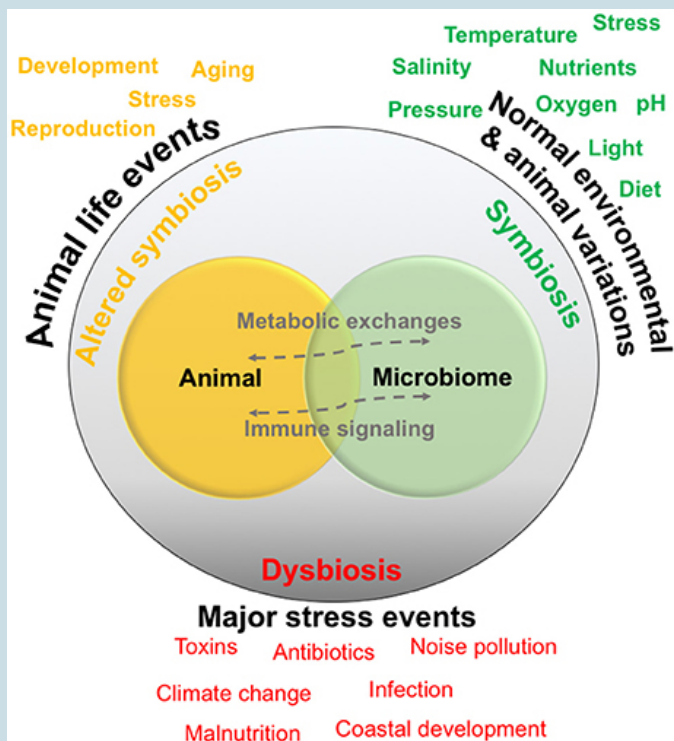 Development
Aging
Stress
Reproduction
Animal life events
Altered symbiosis
Temperature
Stress
Salinity
Nutrients
Pressure
Oxygen
pH
Light
Diet
Normal environmental
& animal variations
Symbiosis
Metabolic exchanges
Animal
Microbiome
Immune signaling
Dysbiosis
Major stress events
Toxins
Antibiotics
Noise pollution
Climate change
Infection
Malnutrition
Coastal development